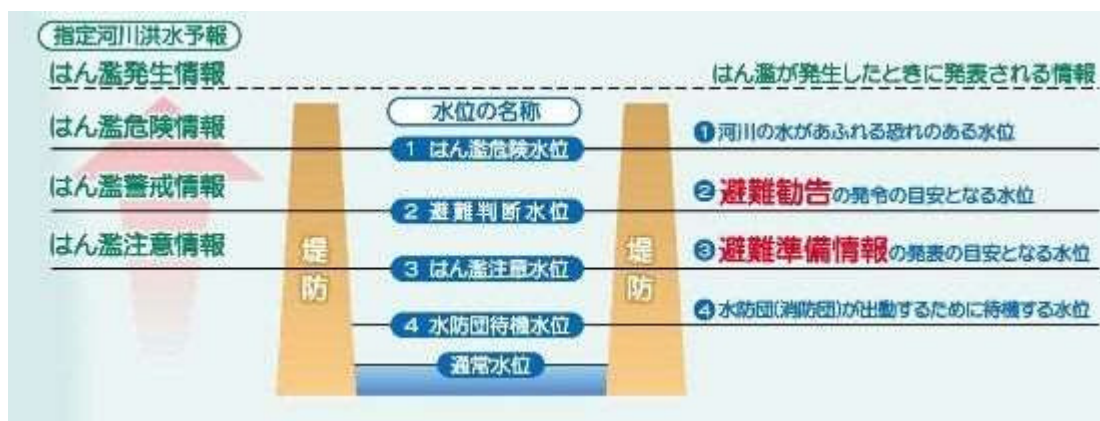 指定河川洪水予報
はん濫発生情報
はん濫が発生したときに発表される情報
はん濫危険情報
水位の名称
1 はん濫危険水位
❶河川の水があふれる恐れのある水位
はん濫警戒情報
2 避難判断水位
❷避難勧告の発令の目安となる水位
はん濫注意情報
堤防
堤防
3 はん濫注意水位
❸避難準備情報の発表の目安となる水位
4 水防団待機水位
❹水防団(消防団)が出動するために待機する水位
通常水位